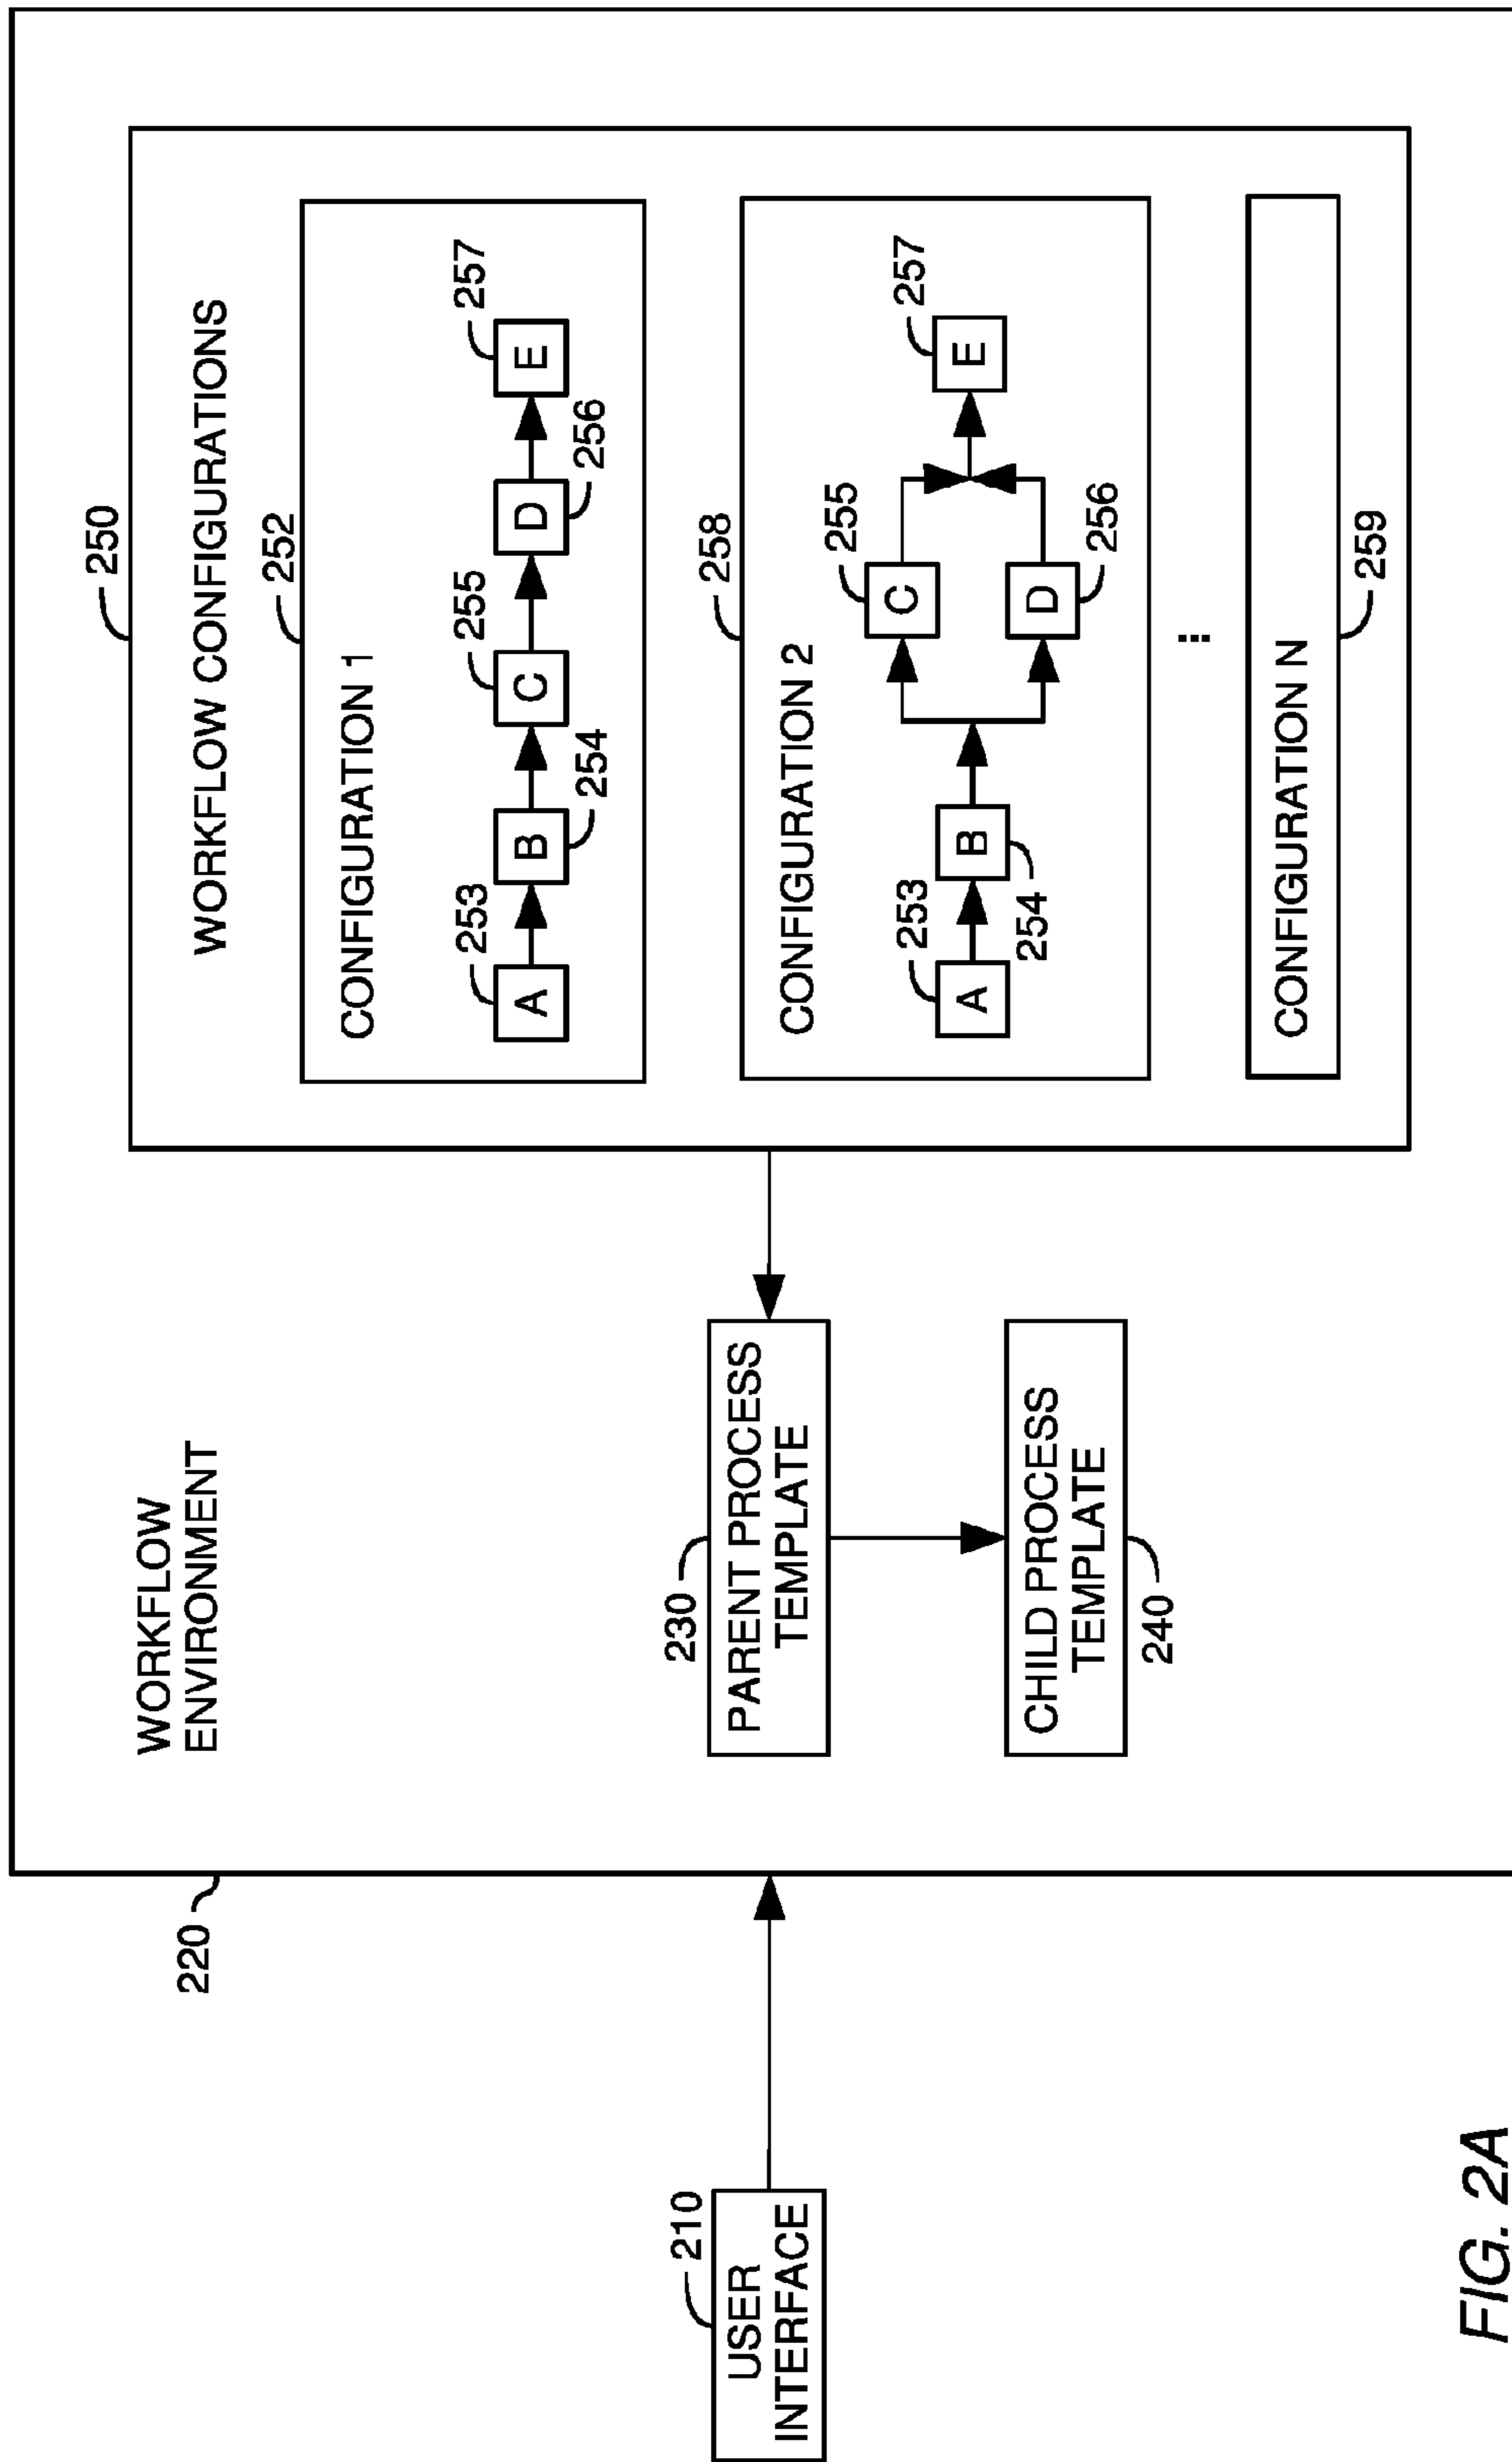 220
WORKFLOW
ENVIRONMENT
250
WORKFLOW CONFIGURATIONS
252
CONFIGURATION 1
253
255
257
A
B
C
D
E
254
256
210
USER
INTERFACE
230
PARENT PROCESS
TEMPLATE
258
CONFIGURATION 2
255
C
253
257
A
B
E
254
D
256
CHILD PROCESS
TEMPLATE
240
...
CONFIGURATION N
259
FIG. 2A